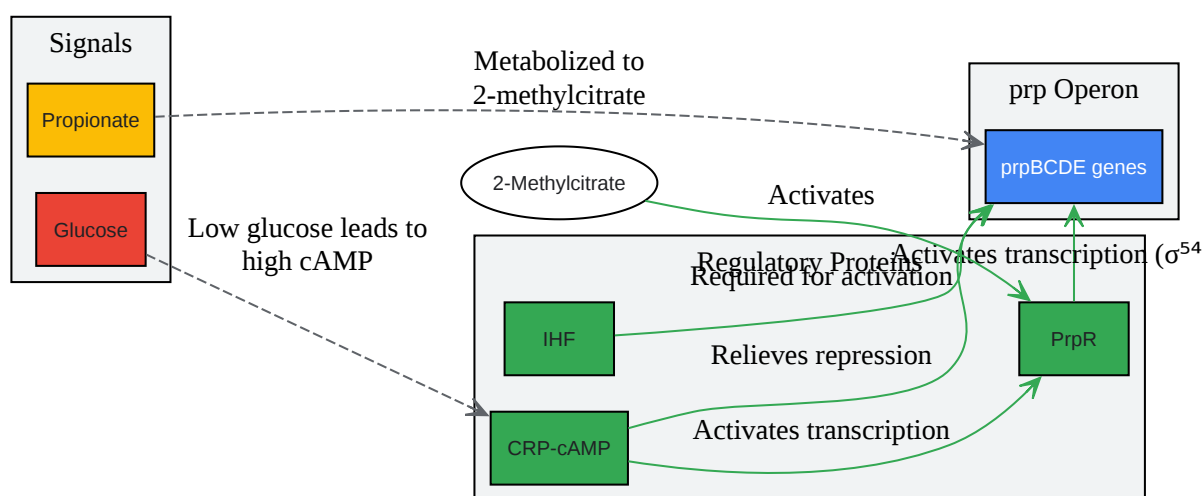 Signals
Propionate
Glucose
Metabolized to
2-methylcitrate
prp Operon
prpBCDE genes
2-Methylcitrate
Activates
Low glucose leads to
high cAMP
Regulatory Proteins
Activates transcription (σ⁵⁴
Required for activation
IHF
PrpR
Relieves repression
Activates transcription
CRP-cAMP